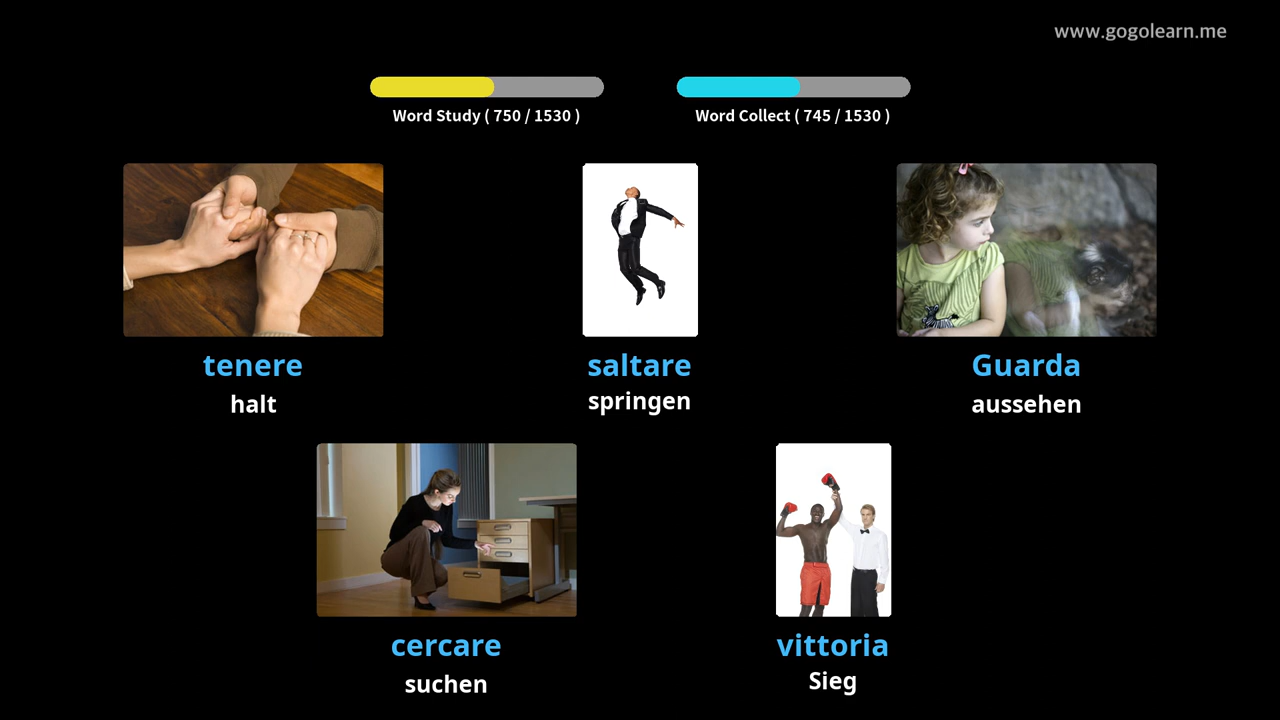 www.gogolearn.me
Word Study ( 750 / 1530 )
Word Collect ( 745 / 1530 )
tenere
halt
saltare
springen
Guarda
aussehen
cercare
suchen
vittoria
Sieg